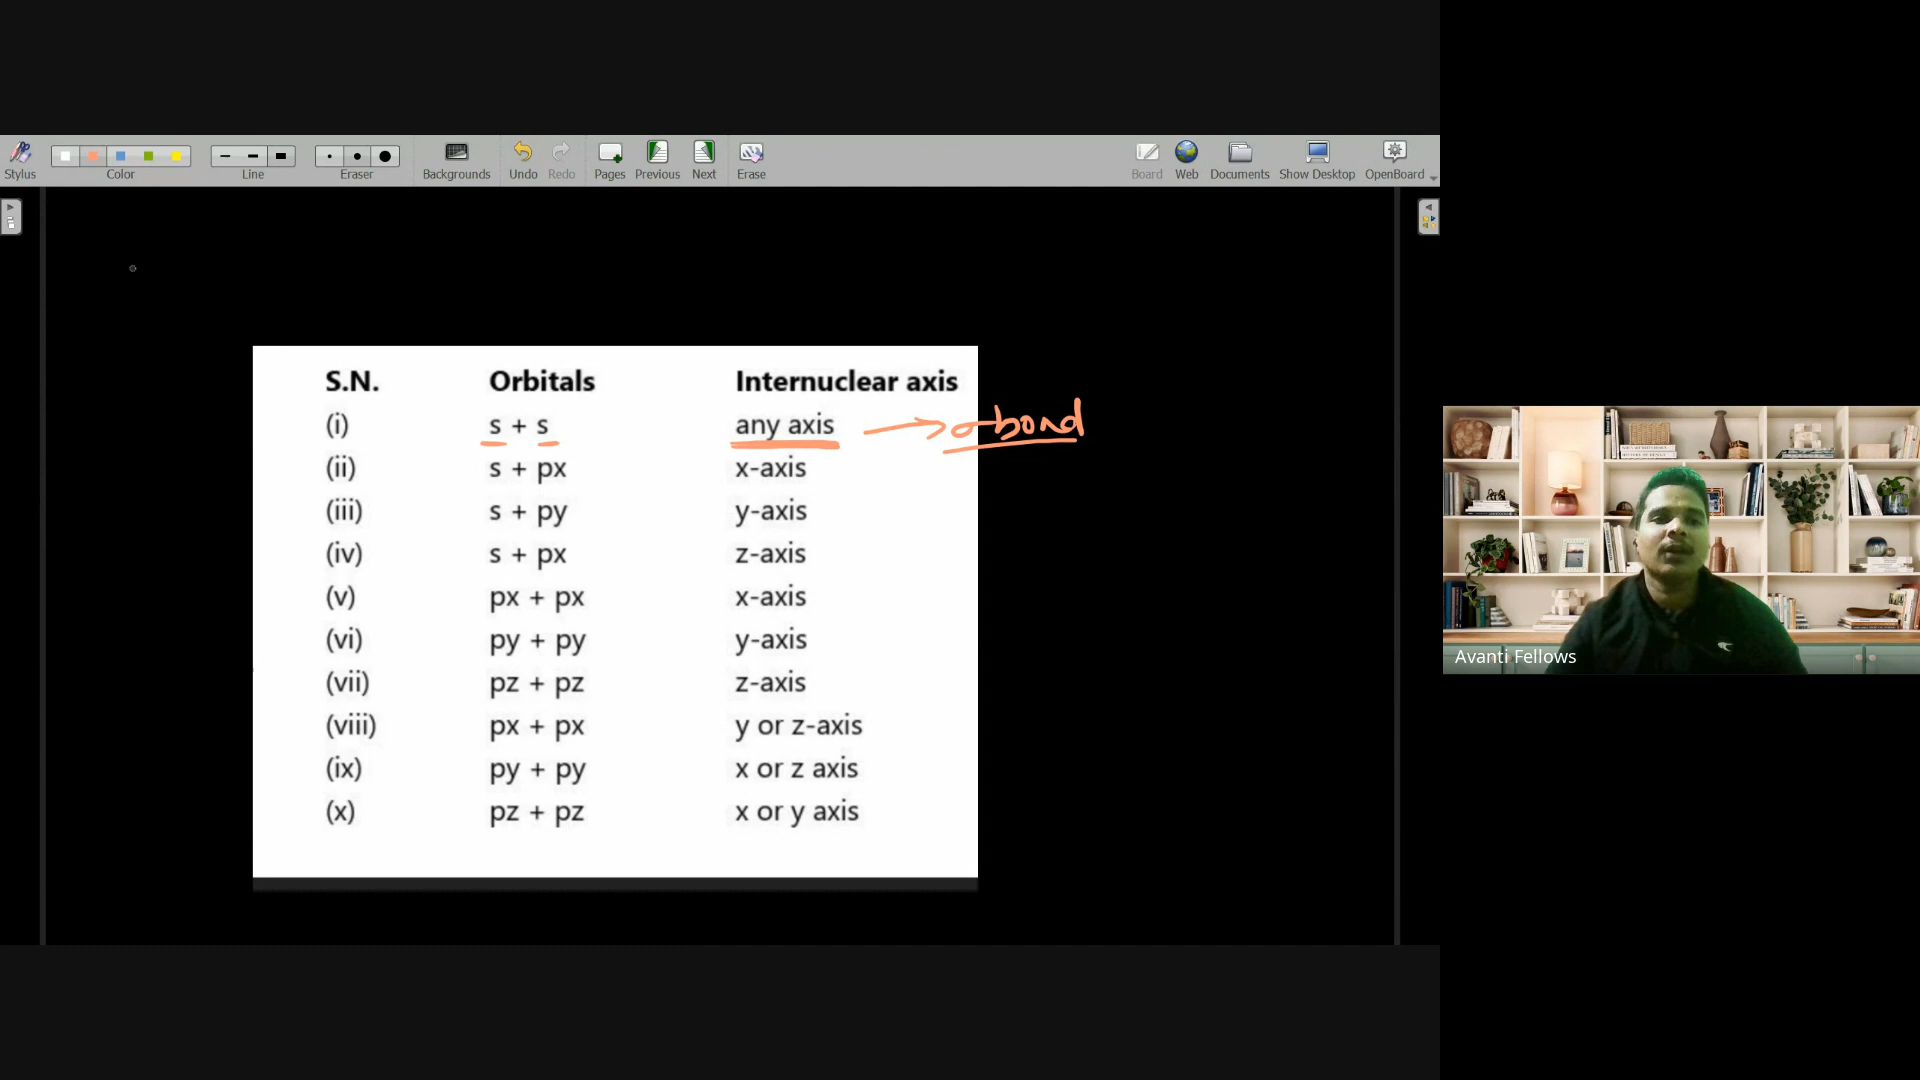 Stylus Color Line Eraser Backgrounds Undo Redo Pages Previous Next Erase Board Web Documents Show Desktop OpenBoard
S.N. Orbitals Internuclear axis
(i) s + s any axis → σ-bond
(ii) s + px x-axis
(iii) s + py y-axis
(iv) s + px z-axis
(v) px + px x-axis
(vi) py + py y-axis
(vii) pz + pz z-axis
(viii) px + px y or z-axis
(ix) py + py x or z axis
(x) pz + pz x or y axis
Avanti Fellows